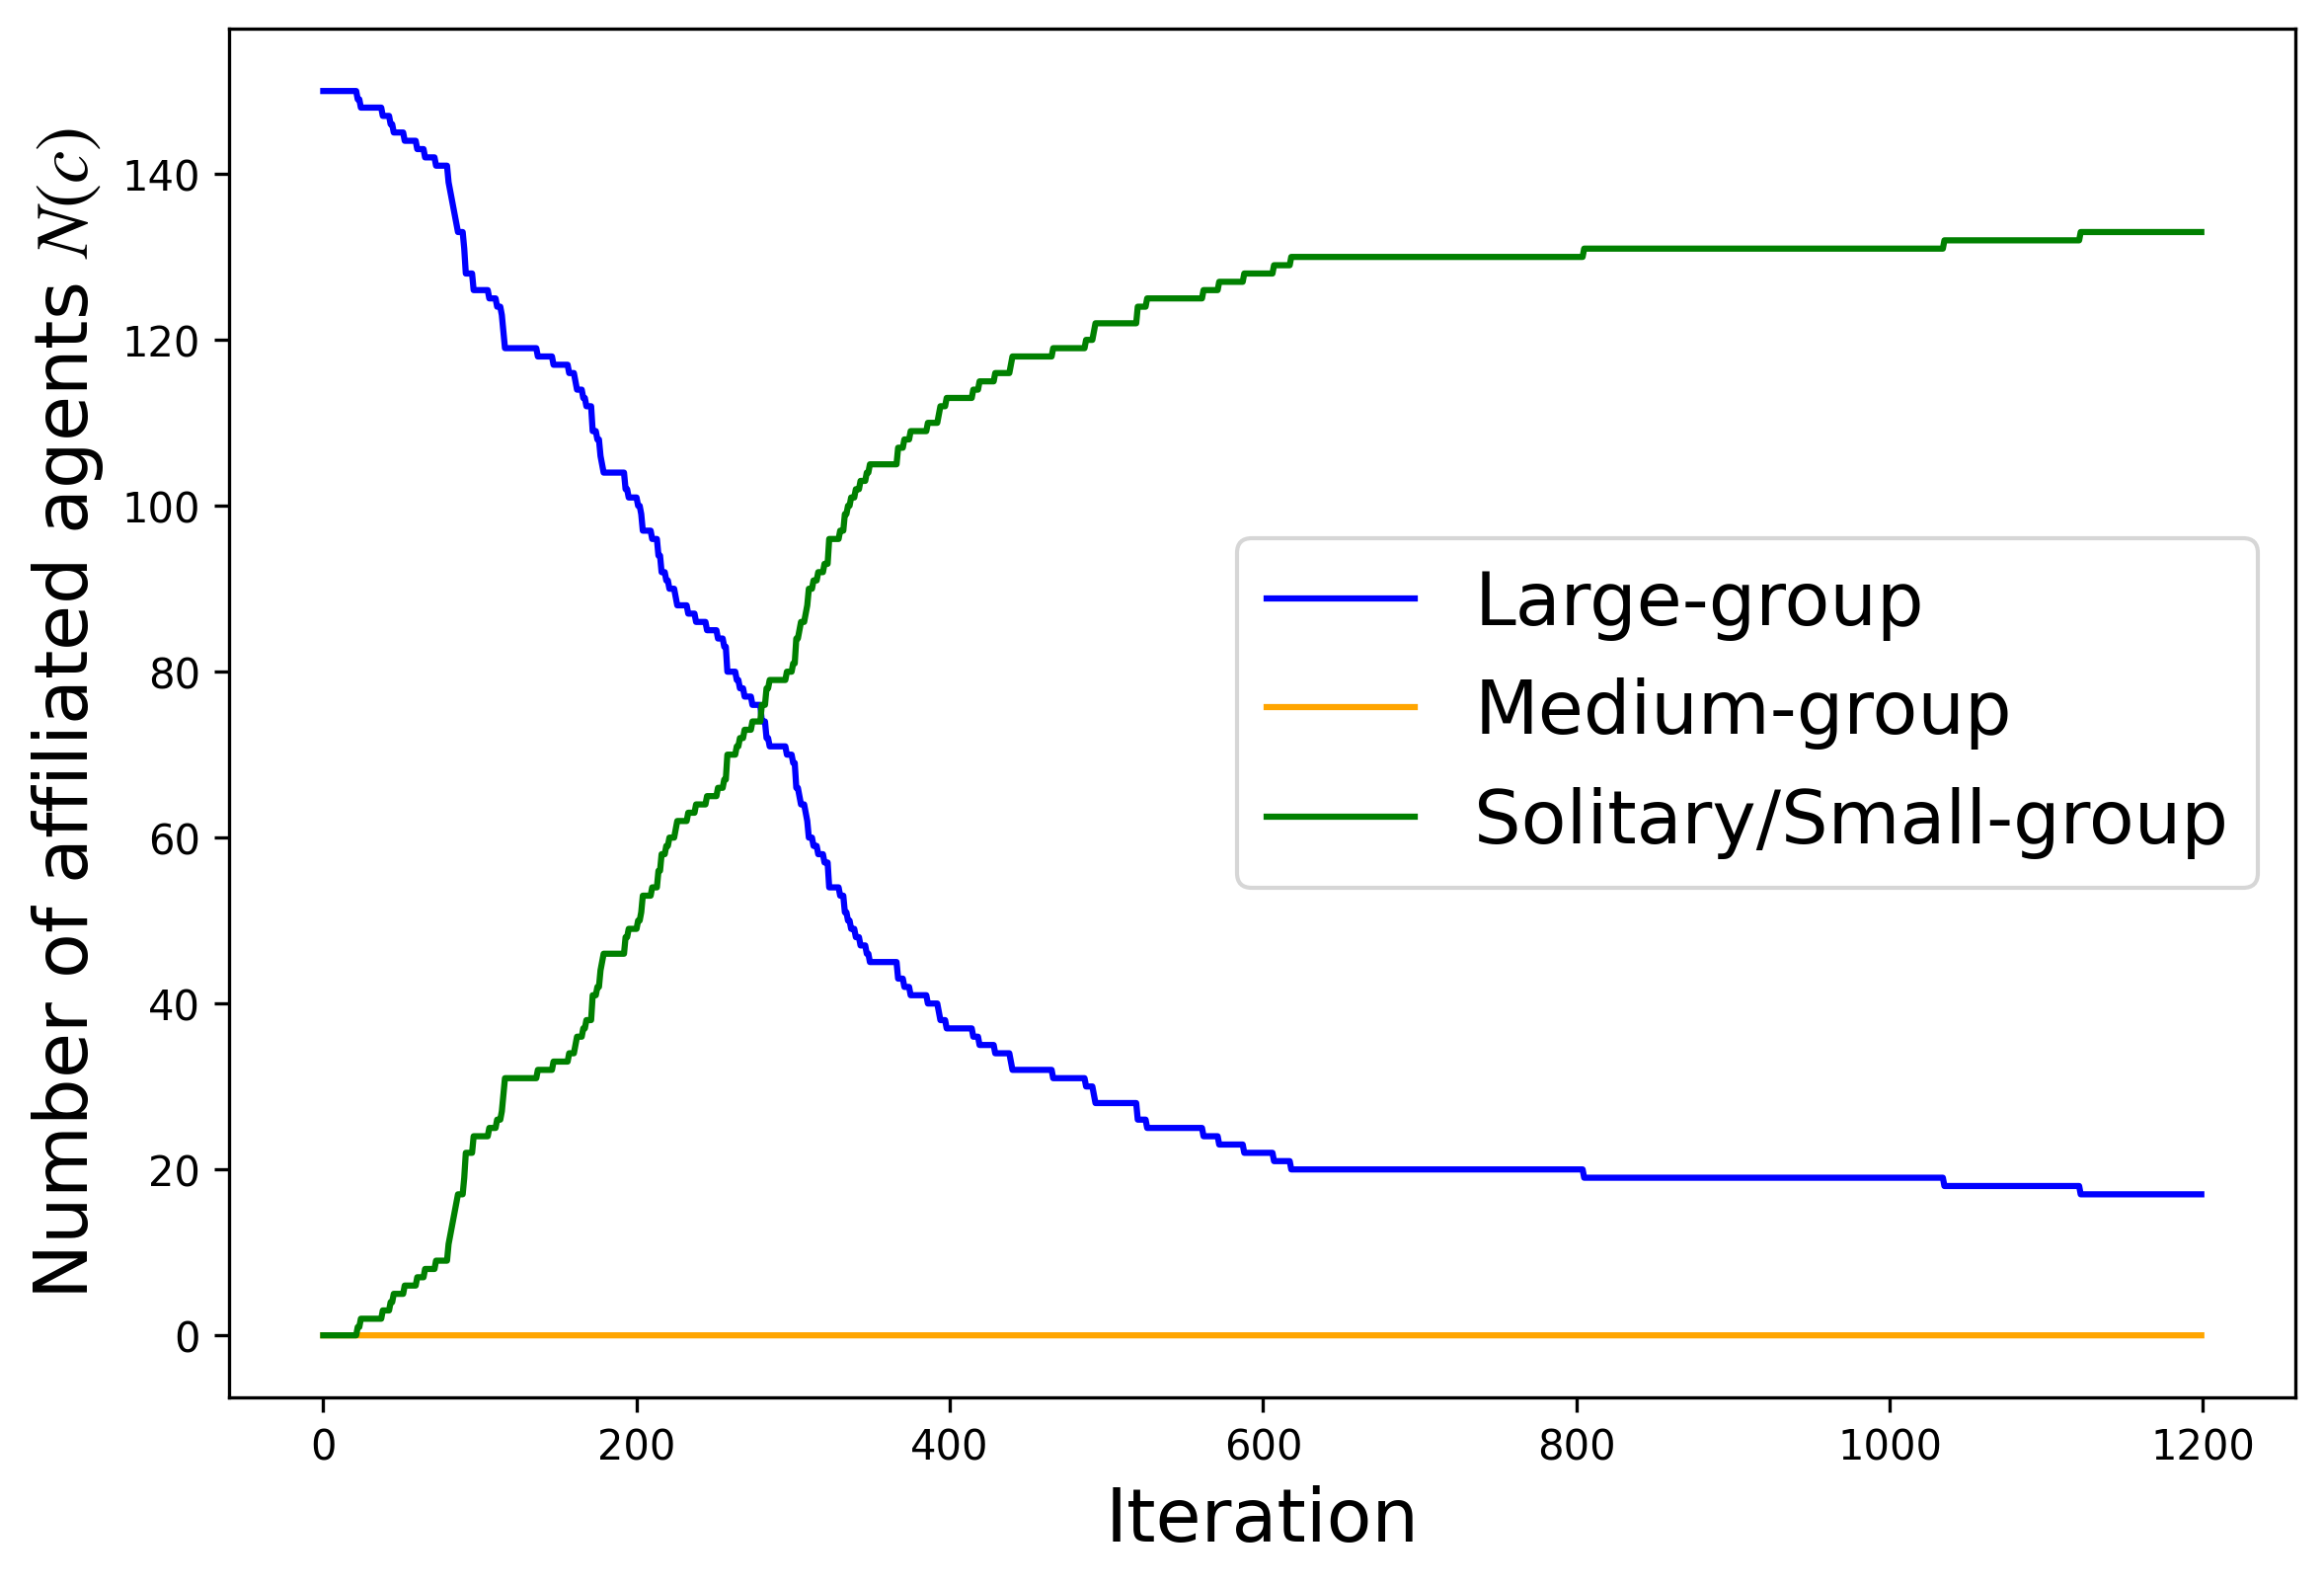 Number of affiliated agents N(c)
140
120
100
80
60
40
20
0
Large-group
Medium-group
Solitary/Small-group
0 200 400 600 800 1000 1200
Iteration